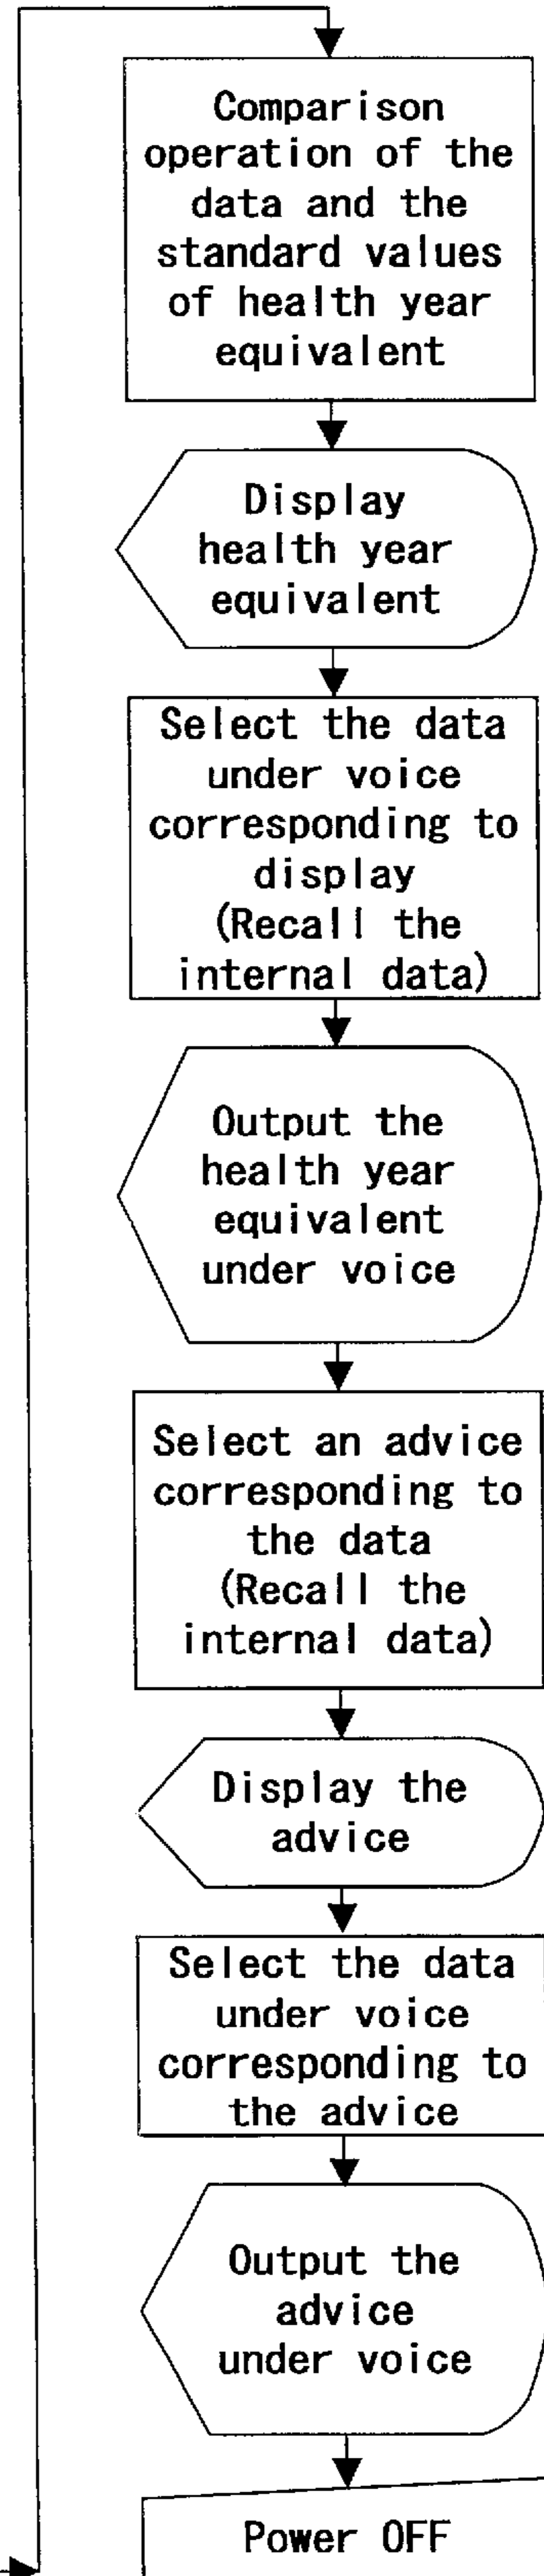 Comparison
operation of the
data and the
standard values
of health year
equivalent
Display
health year
equivalent
Select the data
under voice
corresponding to
display
(Recall the
internal data)
Output the
health year
equivalent
under voice
Select an advice
corresponding to
the data
(Recall the
internal data)
Display the
advice
Select the data
under voice
corresponding to
the advice
Output the
advice
under voice
Power OFF